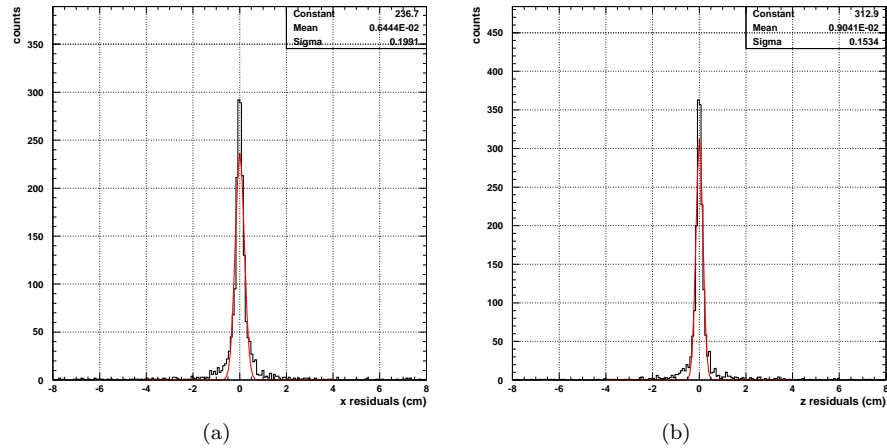 counts
Constant 236.7
Mean 0.6444E-02
Sigma 0.1991
350
300
250
200
150
100
50
0
-8 -6 -4 -2 0 2 4 6 8
x residuals (cm)
(a)
counts
Constant 312.9
Mean 0.9041E-02
Sigma 0.1534
450
400
350
300
250
200
150
100
50
0
-8 -6 -4 -2 0 2 4 6 8
z residuals (cm)
(b)